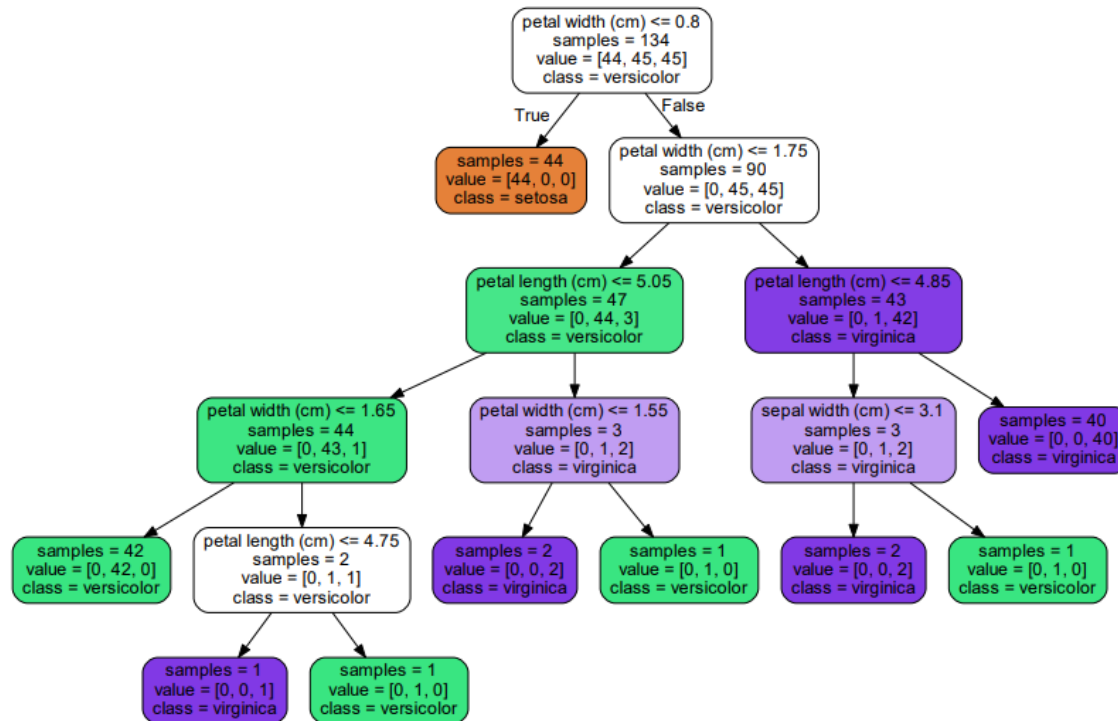 petal width (cm) <= 0.8
samples = 134
value = [44, 45, 45]
class = versicolor
True
False
samples = 44
value = [44, 0, 0]
class = setosa
petal width (cm) <= 1.75
samples = 90
value = [0, 45, 45]
class = versicolor
petal length (cm) <= 5.05
samples = 47
value = [0, 44, 3]
class = versicolor
petal length (cm) <= 4.85
samples = 43
value = [0, 1, 42]
class = virginica
petal width (cm) <= 1.65
samples = 44
value = [0, 43, 1]
class = versicolor
petal width (cm) <= 1.55
samples = 3
value = [0, 1, 2]
class = virginica
sepal width (cm) <= 3.1
samples = 3
value = [0, 1, 2]
class = virginica
samples = 40
value = [0, 0, 40]
class = virginica
samples = 42
value = [0, 42, 0]
class = versicolor
petal length (cm) <= 4.75
samples = 2
value = [0, 1, 1]
class = versicolor
samples = 2
value = [0, 0, 2]
class = virginica
samples = 1
value = [0, 1, 0]
class = versicolor
samples = 2
value = [0, 0, 2]
class = virginica
samples = 1
value = [0, 1, 0]
class = versicolor
samples = 1
value = [0, 0, 1]
class = virginica
samples = 1
value = [0, 1, 0]
class = versicolor